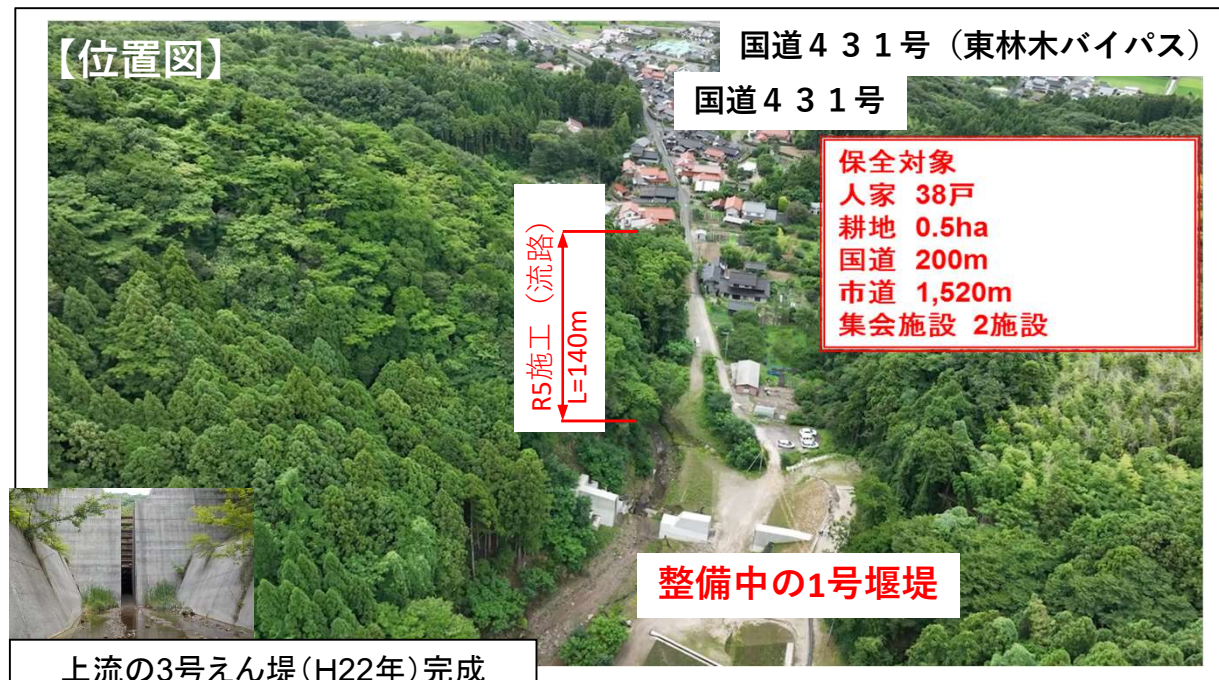 【位置図】
国道４３１号（東林木バイパス）
国道４３１号
保全対象
人家 38戸
耕地 0.5ha
国道 200m
市道 1,520m
集会施設 2施設
R5施工（流路）
L=140m
整備中の1号堰堤
上流の3号えん堤(H22年)完成